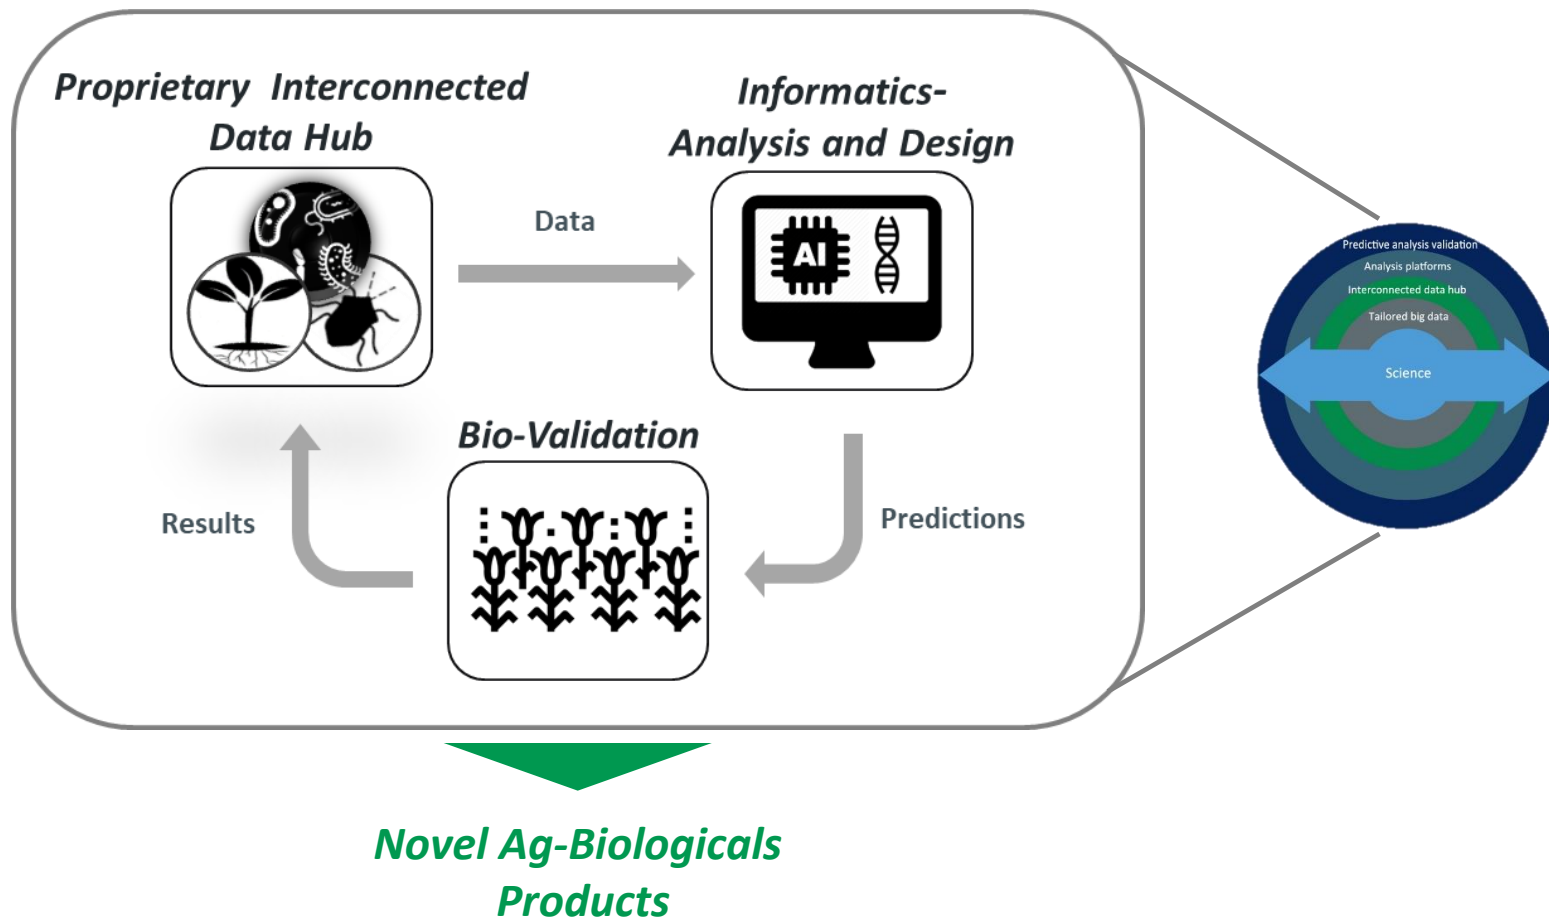 Proprietary Interconnected
Data Hub
Informatics-
Analysis and Design
Data
AI
Bio-Validation
Results
Predictions
Novel Ag-Biologicals
Products
Predictive analysis validation
Analysis platforms
Interconnected data hub
Tailored big data
Science